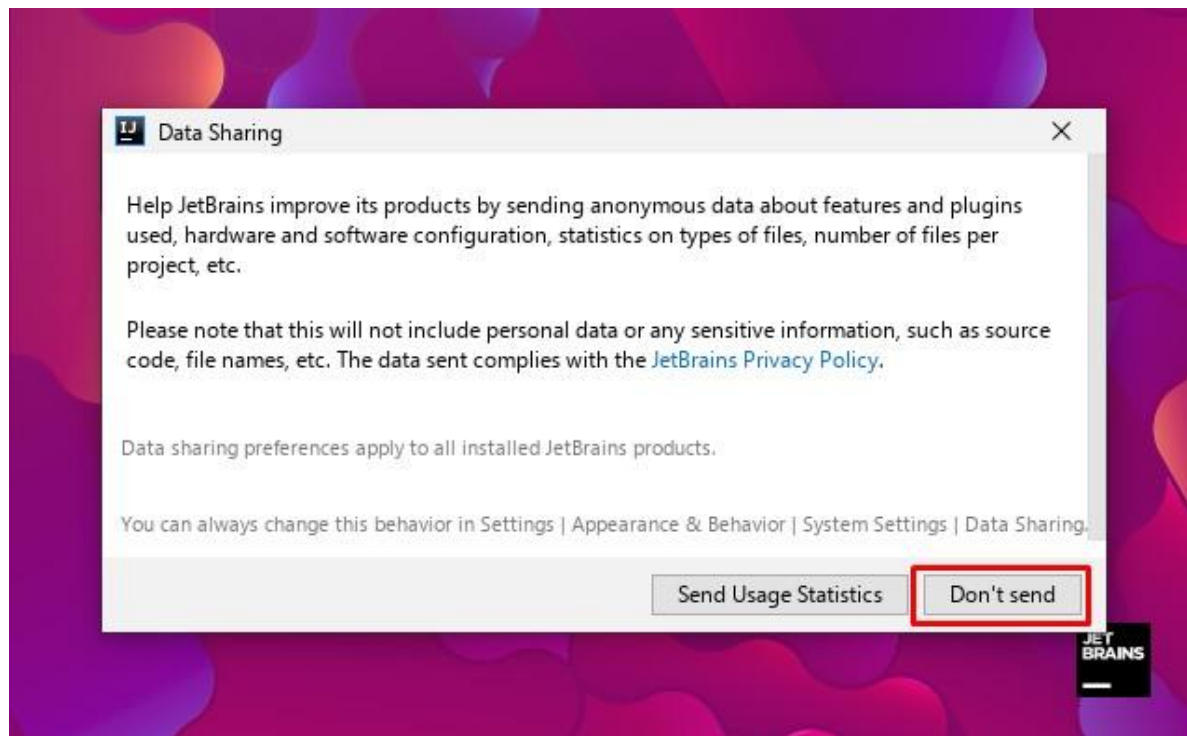 IJ
Data Sharing
Help JetBrains improve its products by sending anonymous data about features and plugins
used, hardware and software configuration, statistics on types of files, number of files per
project, etc.
Please note that this will not include personal data or any sensitive information, such as source
code, file names, etc. The data sent complies with the JetBrains Privacy Policy.
Data sharing preferences apply to all installed JetBrains products.
You can always change this behavior in Settings | Appearance & Behavior | System Settings | Data Sharing.
Send Usage Statistics
Don't send
JET
BRAINS